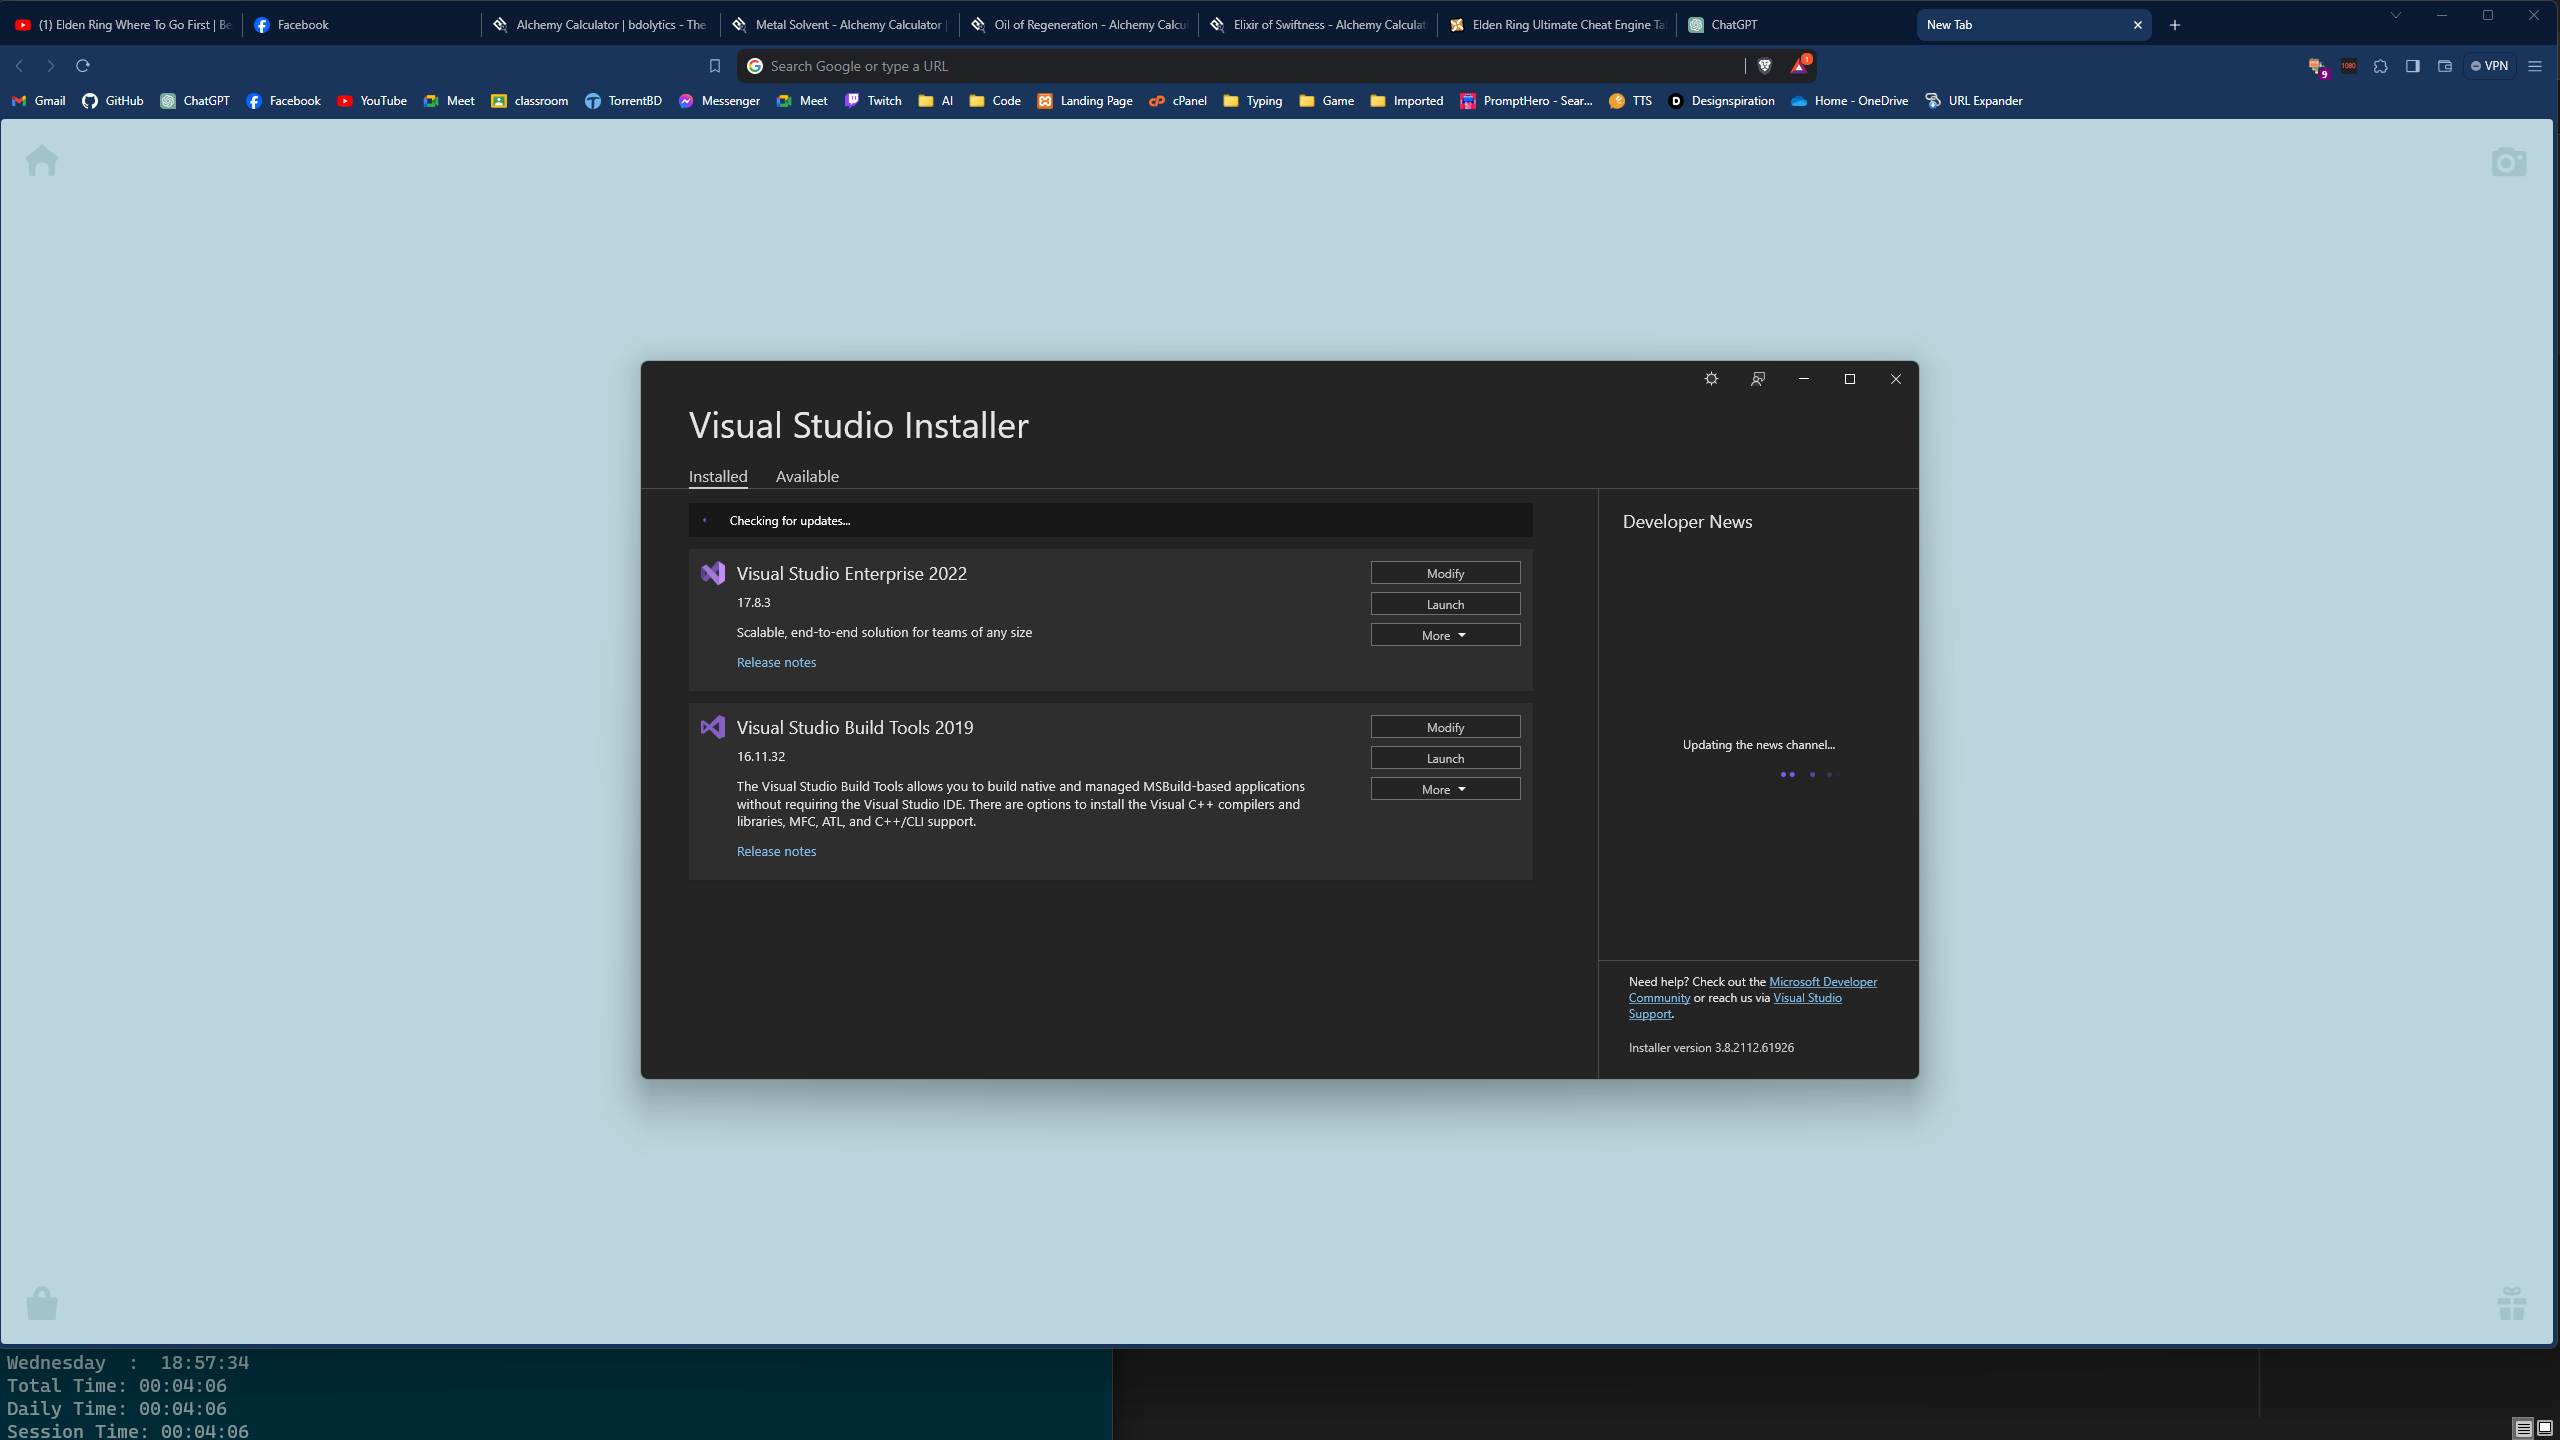 (1) Elden Ring Where To Go First | Be
Facebook
Alchemy Calculator | bdolytics - The
Metal Solvent - Alchemy Calculator |
Oil of Regeneration - Alchemy Calcul
Elixir of Swiftness - Alchemy Calculat
Elden Ring Ultimate Cheat Engine Ta
ChatGPT
New Tab
Search Google or type a URL
1
9
1080
VPN
Gmail
GitHub
ChatGPT
Facebook
YouTube
Meet
classroom
TorrentBD
Messenger
Meet
Twitch
AI
Code
Landing Page
cPanel
Typing
Game
Imported
PromptHero - Sear...
TTS
Designspiration
Home - OneDrive
URL Expander
Visual Studio Installer
Installed
Available
Checking for updates...
Visual Studio Enterprise 2022
17.8.3
Scalable, end-to-end solution for teams of any size
Release notes
Modify
Launch
More
Visual Studio Build Tools 2019
16.11.32
The Visual Studio Build Tools allows you to build native and managed MSBuild-based applications
without requiring the Visual Studio IDE. There are options to install the Visual C++ compilers and
libraries, MFC, ATL, and C++/CLI support.
Release notes
Modify
Launch
More
Developer News
Updating the news channel...
Need help? Check out the Microsoft Developer
Community or reach us via Visual Studio
Support.
Installer version 3.8.2112.61926
Wednesday  :  18:57:34
Total Time: 00:04:06
Daily Time: 00:04:06
Session Time: 00:04:06